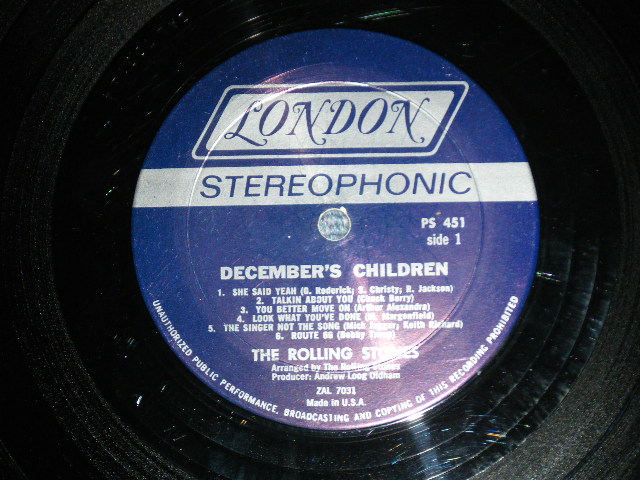 LONDON
STEREOPHONIC
PS 451
side 1
DECEMBER'S CHILDREN
1. SHE SAID YEAH (G. Roderick; S. Christy; R. Jackson)
2. TALKIN ABOUT YOU (Chuck Berry)
3. YOU BETTER MOVE ON (Arthur Alexandra)
4. LOOK WHAT YOU'VE DONE (M. Morganfield)
5. THE SINGER NOT THE SONG (Mick Jagger; Keith Richard)
6. ROUTE 66 (Bobby Troup)
THE ROLLING STONES
Arranged by The Rolling Stones
Producer: Andrew Loog Oldham
ZAL 7031
Made in U.S.A.
UNAUTHORIZED PUBLIC PERFORMANCE, BROADCASTING AND COPYING OF THIS RECORDING PROHIBITED